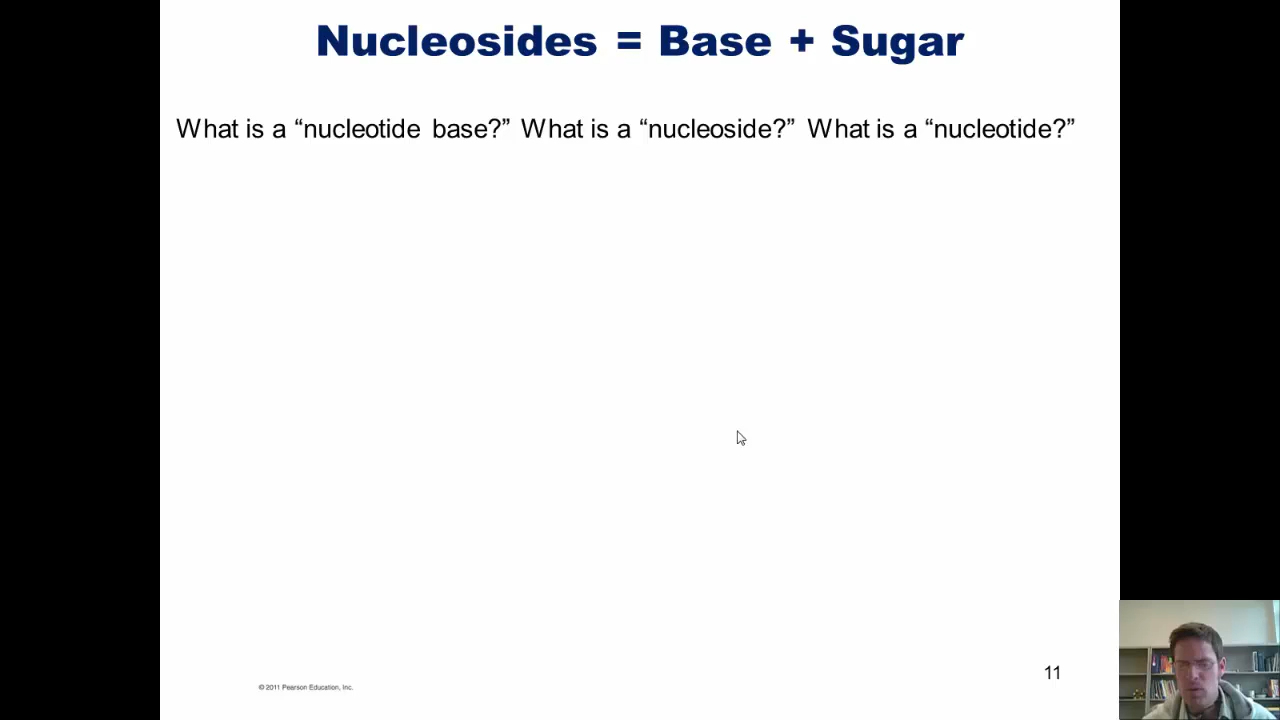 Nucleosides = Base + Sugar
What is a “nucleotide base?” What is a “nucleoside?” What is a “nucleotide?”
11
© 2011 Pearson Education, Inc.